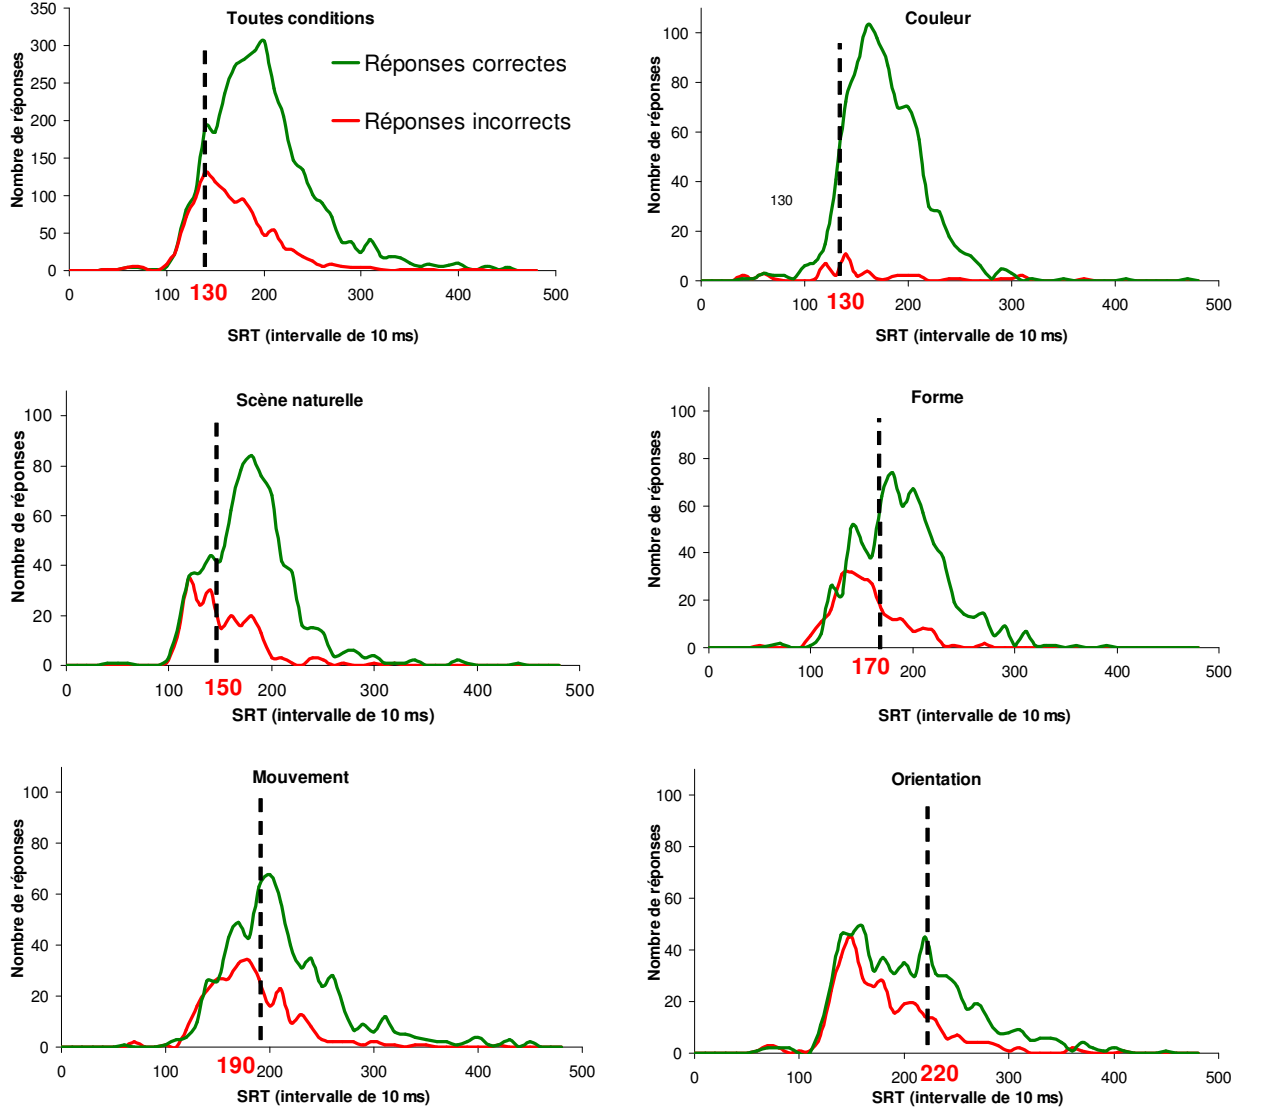 Toutes conditions
Nombre de réponses
350
300
250
200
150
100
50
0
Réponses correctes
Réponses incorrects
0 100 200 300 400 500
130
SRT (intervalle de 10 ms)
Couleur
Nombre de réponses
100
80
60
40
20
0
130
0 100 200 300 400 500
130
SRT (intervalle de 10 ms)
Scène naturelle
Nombre de réponses
100
80
60
40
20
0
0 100 200 300 400 500
150
SRT (intervalle de 10 ms)
Forme
Nombre de réponses
100
80
60
40
20
0
0 100 200 300 400 500
170
SRT (intervalle de 10 ms)
Mouvement
Nombre de réponses
100
80
60
40
20
0
0 100 200 300 400 500
190
SRT (intervalle de 10 ms)
Orientation
Nombre de réponses
100
80
60
40
20
0
0 100 200 300 400 500
220
SRT (intervalle de 10 ms)